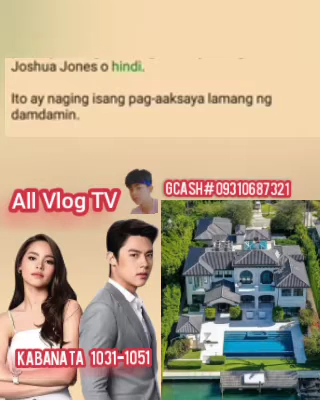 Joshua Jones o hindi.
Ito ay naging isang pag-aaksaya lamang ng
damdamin.
All Vlog TV
GCASH#09310687321
KABANATA 1031-1051